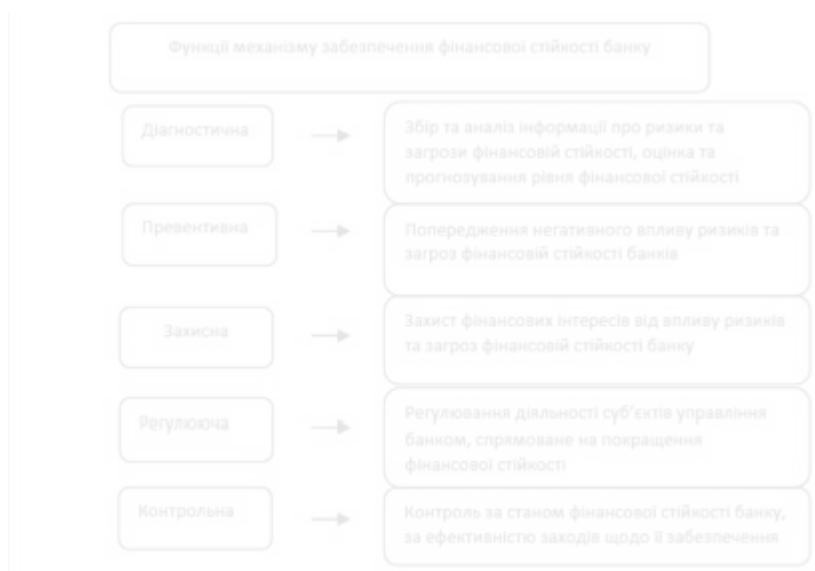 Функції механізму забезпечення фінансової стійкості банку
Діагностична
Збір та аналіз інформації про ризики та
загрози фінансовій стійкості, оцінка та
прогнозування рівня фінансової стійкості
Превентивна
Попередження негативного впливу ризиків та
загроз фінансовій стійкості банків
Захисна
Захист фінансових інтересів від впливу ризиків
та загроз фінансовій стійкості банку
Регулююча
Регулювання діяльності суб’єктів управління
банком, спрямоване на покращення
фінансової стійкості
Контрольна
Контроль за станом фінансової стійкості банку,
за ефективністю заходів щодо її забезпечення